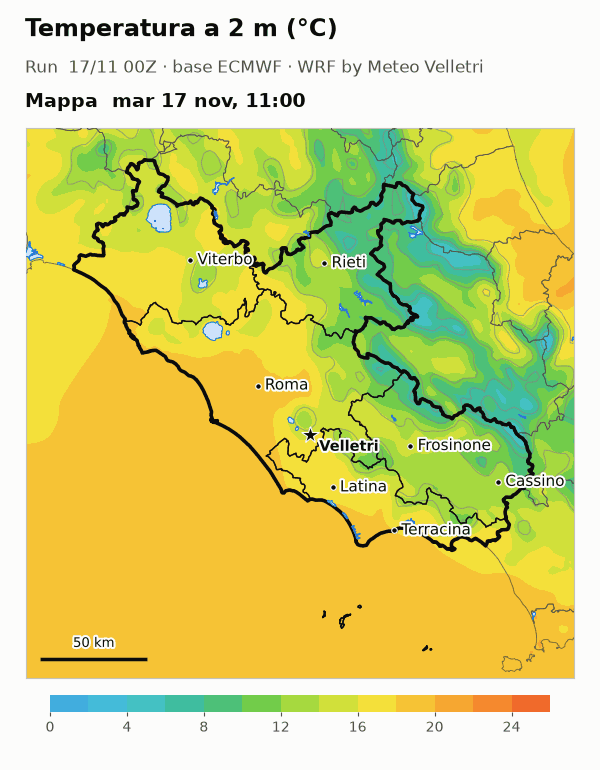 Temperatura a 2 m (°C)
Run  17/11 00Z · base ECMWF · WRF by Meteo Velletri
Mappa  mar 17 nov, 11:00
Viterbo
Rieti
Roma
Velletri
Frosinone
Latina
Cassino
Terracina
50 km
0 4 8 12 16 20 24